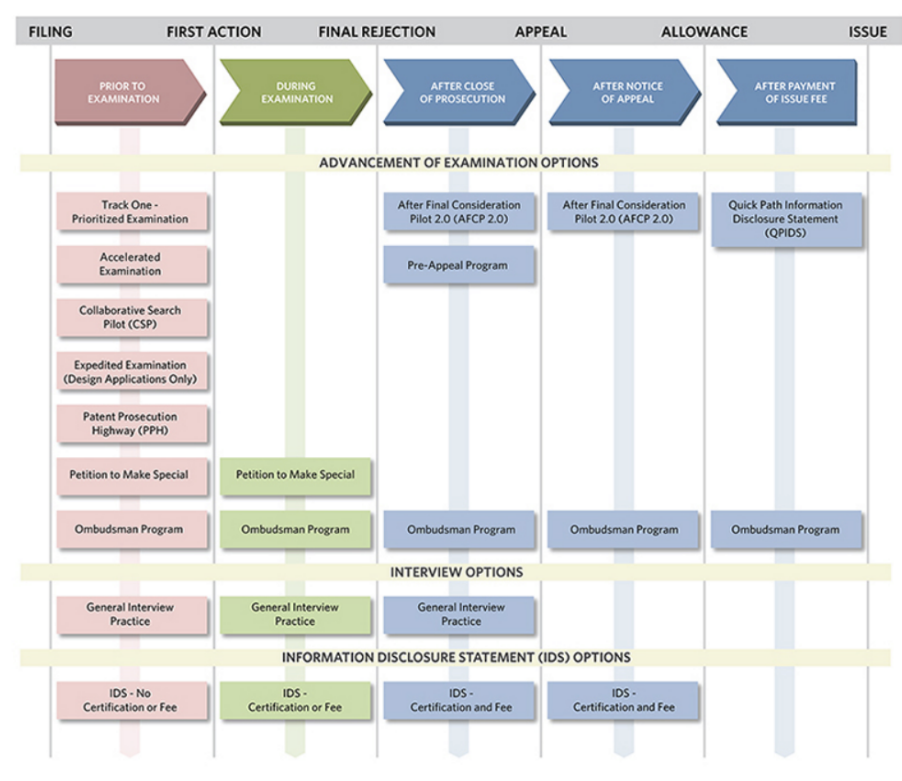 FILING
FIRST ACTION
FINAL REJECTION
APPEAL
ALLOWANCE
ISSUE
PRIOR TO
EXAMINATION
DURING
EXAMINATION
AFTER CLOSE
OF PROSECUTION
AFTER NOTICE
OF APPEAL
AFTER PAYMENT
OF ISSUE FEE
ADVANCEMENT OF EXAMINATION OPTIONS
Track One -
Prioritized Examination
After Final Consideration
Pilot 2.0 (AFCP 2.0)
After Final Consideration
Pilot 2.0 (AFCP 2.0)
Quick Path Information
Disclosure Statement
(QPIDS)
Accelerated
Examination
Pre-Appeal Program
Collaborative Search
Pilot (CSP)
Expedited Examination
(Design Applications Only)
Patent Prosecution
Highway (PPH)
Petition to Make Special
Petition to Make Special
Ombudsman Program
Ombudsman Program
Ombudsman Program
Ombudsman Program
Ombudsman Program
INTERVIEW OPTIONS
General Interview
Practice
General Interview
Practice
General Interview
Practice
INFORMATION DISCLOSURE STATEMENT (IDS) OPTIONS
IDS - No
Certification or Fee
IDS -
Certification or Fee
IDS -
Certification and Fee
IDS -
Certification and Fee